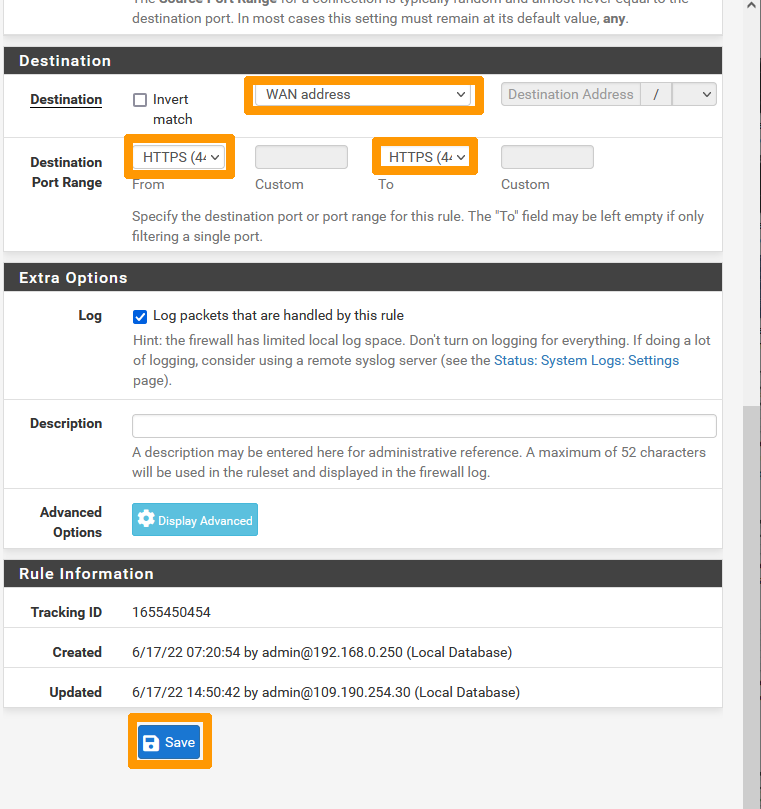 The Source Port Range for a connection is typically random and almost never equal to the
destination port. In most cases this setting must remain at its default value, any.
Destination
Destination
Invert
match
WAN address
Destination Address
/
Destination
Port Range
HTTPS (44
HTTPS (44
From
Custom
To
Custom
Specify the destination port or port range for this rule. The "To" field may be left empty if only
filtering a single port.
Extra Options
Log
Log packets that are handled by this rule
Hint: the firewall has limited local log space. Don't turn on logging for everything. If doing a lot
of logging, consider using a remote syslog server (see the Status: System Logs: Settings
page).
Description
A description may be entered here for administrative reference. A maximum of 52 characters
will be used in the ruleset and displayed in the firewall log.
Advanced
Options
Display Advanced
Rule Information
Tracking ID
1655450454
Created
6/17/22 07:20:54 by admin@192.168.0.250 (Local Database)
Updated
6/17/22 14:50:42 by admin@109.190.254.30 (Local Database)
Save